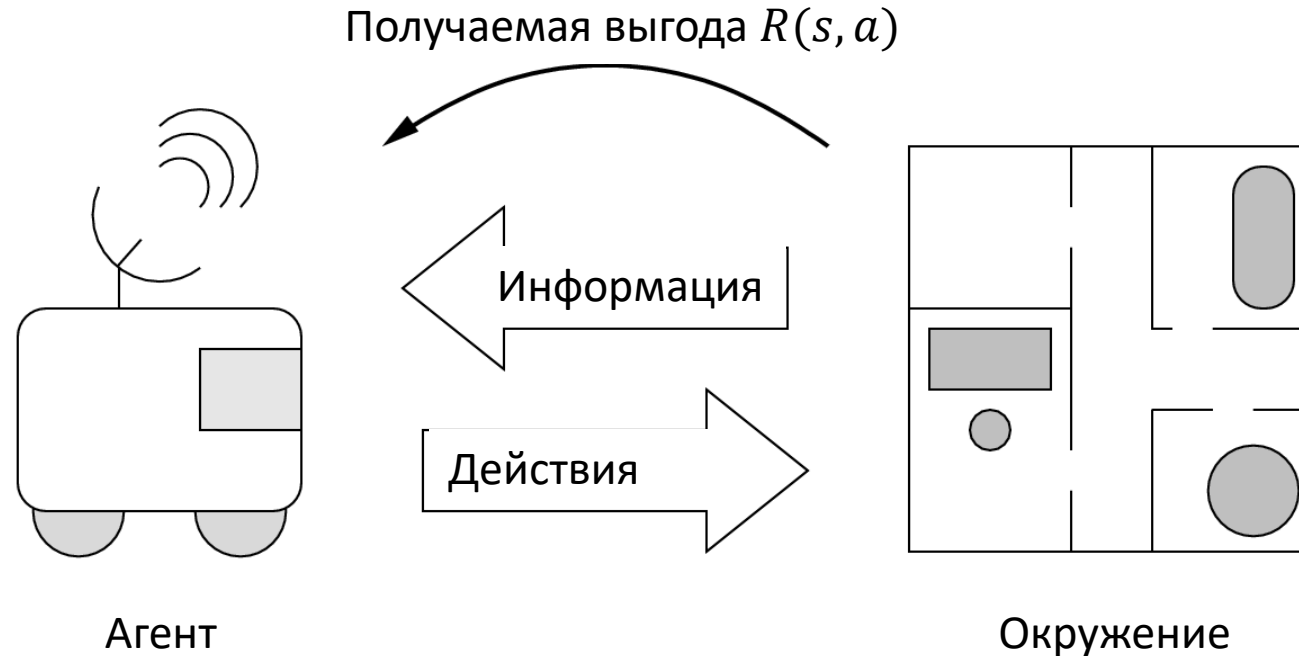 Получаемая выгода R(s, a)
Информация
Действия
Агент
Окружение